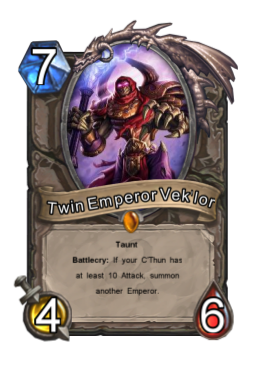 7
Twin Emperor Vek'lor
Taunt
Battlecry: If your C'Thun has
at least 10 Attack, summon
another Emperor.
4
6